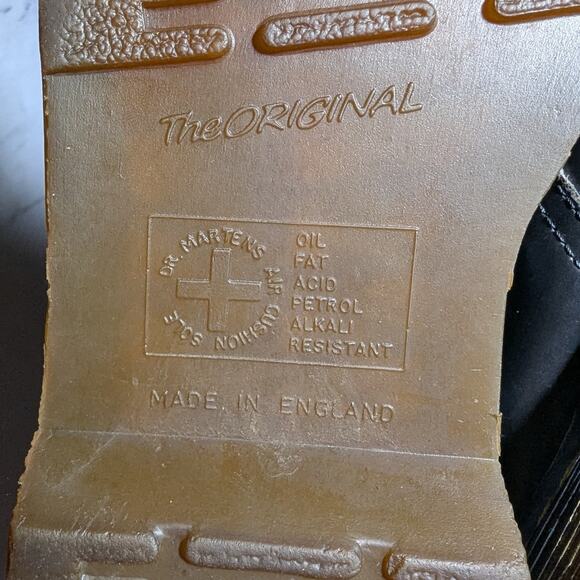 The ORIGINAL
DR. MARTENS AIR CUSHION SOLE
OIL
FAT
ACID
PETROL
ALKALI
RESISTANT
MADE IN ENGLAND